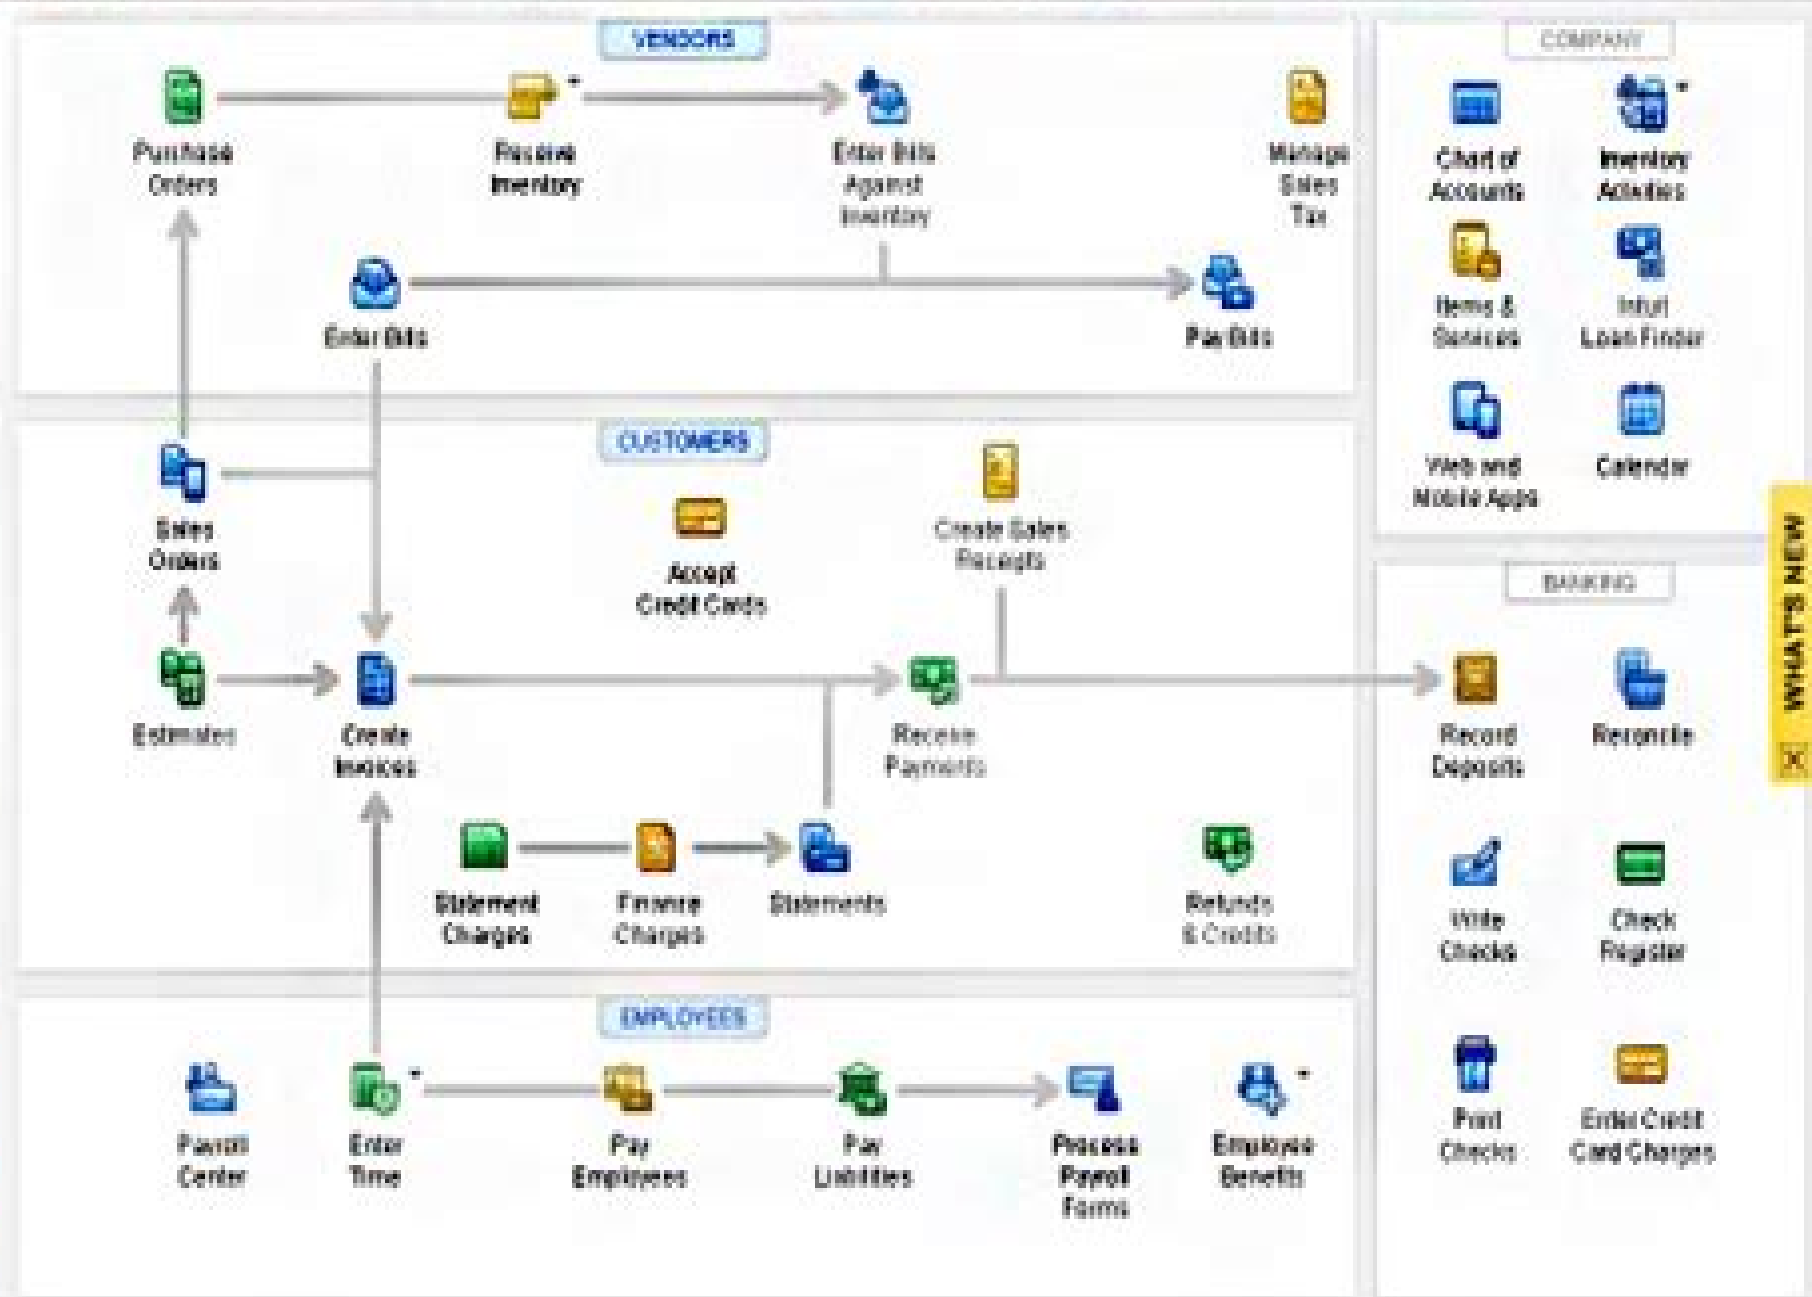 VENDORS
Purchase
Orders
Receive
Inventory
Enter Bills
Against
Inventory
Manage
Sales
Tax
Enter Bills
Pay Bills
CUSTOMERS
Sales
Orders
Accept
Credit Cards
Create Sales
Receipts
Estimates
Create
Invoices
Receive
Payments
Statement
Charges
Finance
Charges
Statements
Refunds
& Credits
EMPLOYEES
Payroll
Center
Enter
Time
Pay
Employees
Pay
Liabilities
Process
Payroll
Forms
Employee
Benefits
COMPANY
Chart of
Accounts
Inventory
Activities
Items &
Services
Intuit
Loan Finder
Web and
Mobile Apps
Calendar
BANKING
Record
Deposits
Reconcile
Write
Checks
Check
Register
Print
Checks
Enter Credit
Card Charges
WHAT'S NEW